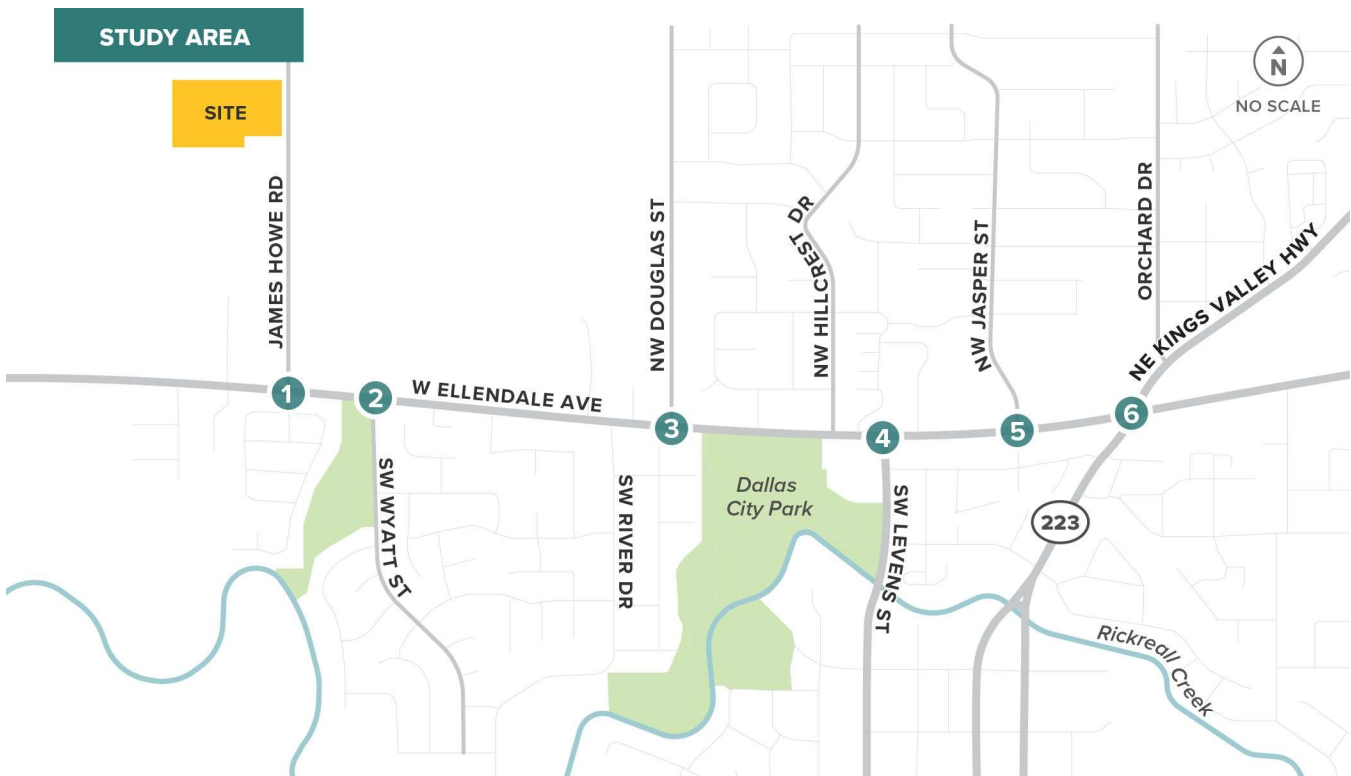 STUDY AREA
SITE
N
NO SCALE
JAMES HOWE RD
NW DOUGLAS ST
NW HILLCREST DR
NW JASPER ST
ORCHARD DR
NE KINGS VALLEY HWY
W ELLENDALE AVE
1
2
3
4
5
6
SW WYATT ST
SW RIVER DR
Dallas
City Park
SW LEVENS ST
223
Rickreall Creek